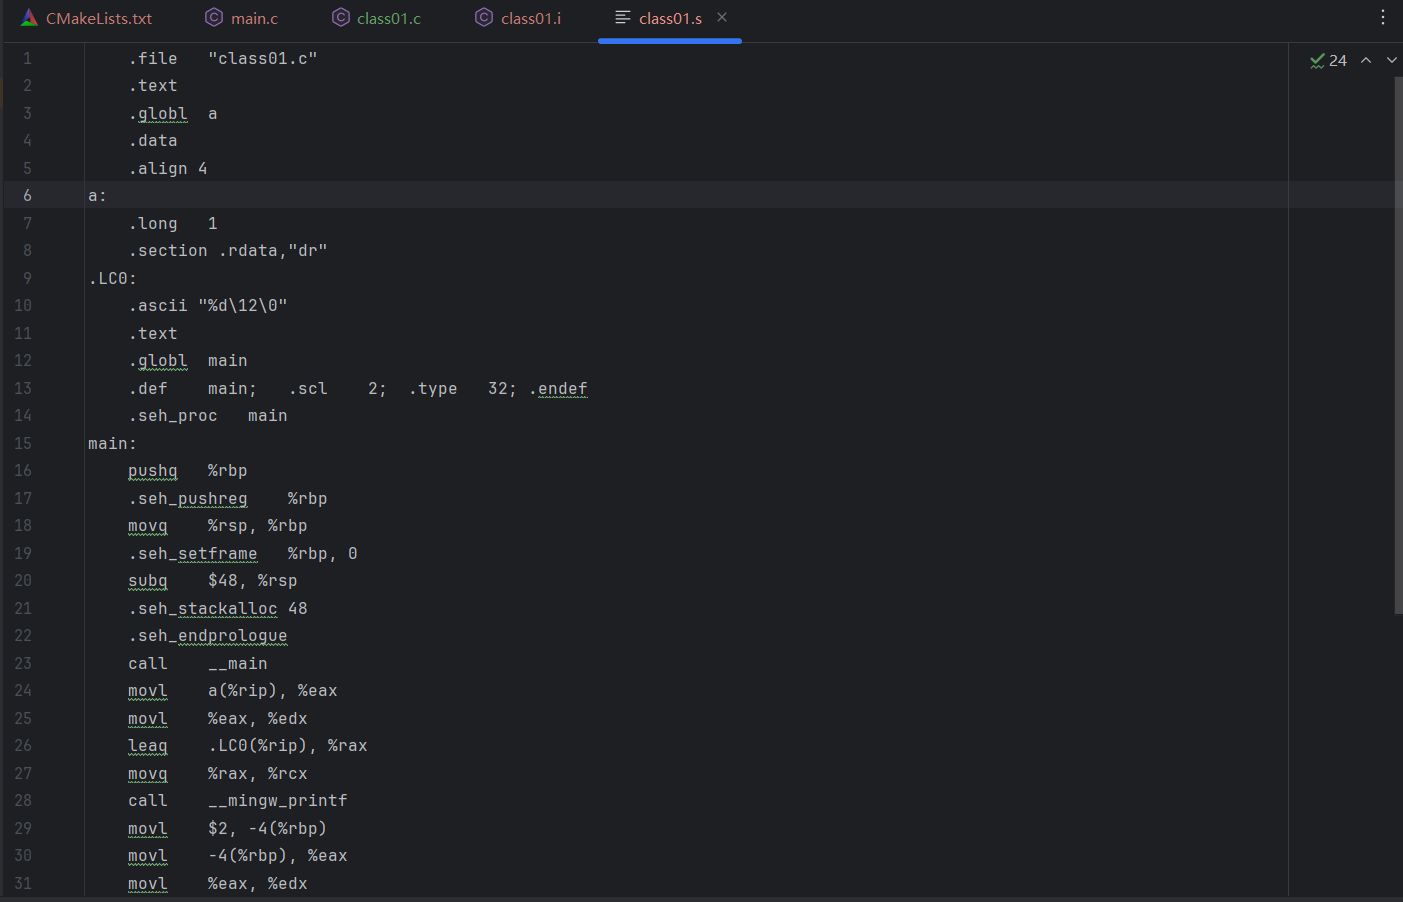 CMakeLists.txt main.c class01.c class01.i class01.s
24
1 .file "class01.c"
2 .text
3 .globl a
4 .data
5 .align 4
6 a:
7 .long 1
8 .section .rdata,"dr"
9 .LC0:
10 .ascii "%d\12\0"
11 .text
12 .globl main
13 .def main; .scl 2; .type 32; .endef
14 .seh_proc main
15 main:
16 pushq %rbp
17 .seh_pushreg %rbp
18 movq %rsp, %rbp
19 .seh_setframe %rbp, 0
20 subq $48, %rsp
21 .seh_stackalloc 48
22 .seh_endprologue
23 call __main
24 movl a(%rip), %eax
25 movl %eax, %edx
26 leaq .LC0(%rip), %rax
27 movq %rax, %rcx
28 call __mingw_printf
29 movl $2, -4(%rbp)
30 movl -4(%rbp), %eax
31 movl %eax, %edx